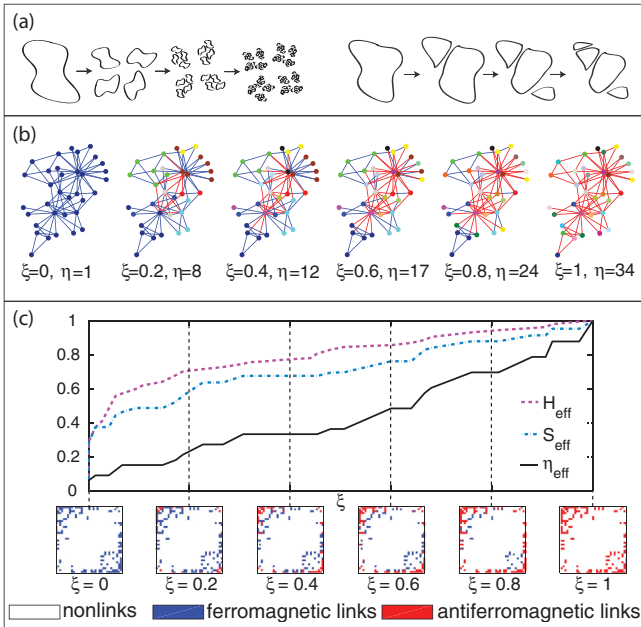 (a)
(b)
ξ=0, η=1
ξ=0.2, η=8
ξ=0.4, η=12
ξ=0.6, η=17
ξ=0.8, η=24
ξ=1, η=34
(c)
1
0.8
0.6
0.4
0.2
0
H_eff
S_eff
η_eff
ξ
ξ = 0
ξ = 0.2
ξ = 0.4
ξ = 0.6
ξ = 0.8
ξ = 1
nonlinks
ferromagnetic links
antiferromagnetic links